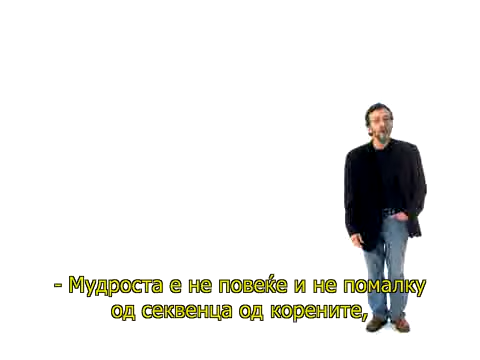 - Мудроста е не повеќе и не помалку
од секвенца од корените,